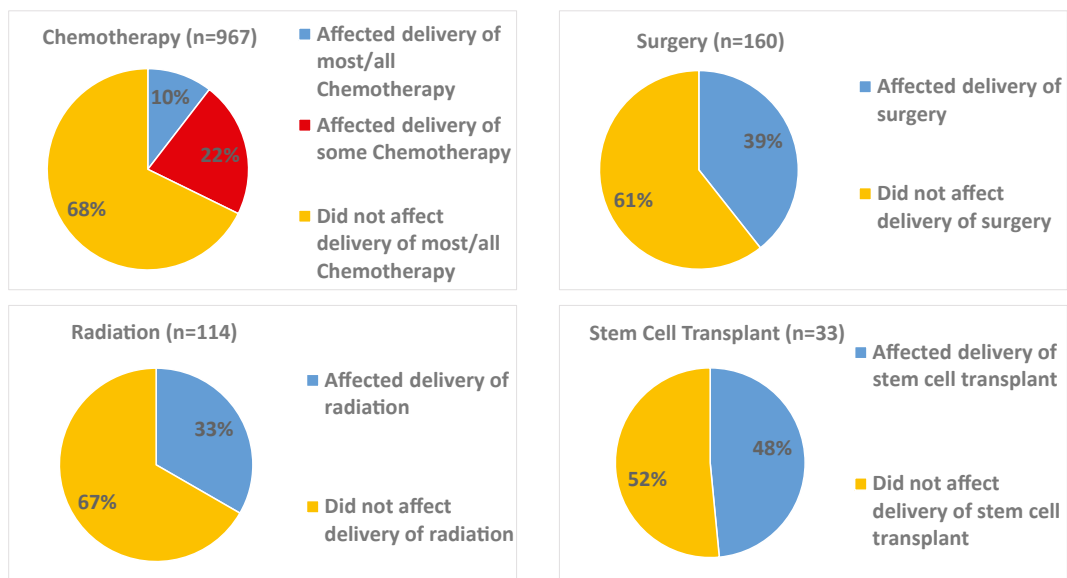 Chemotherapy (n=967)
10%
22%
68%
Affected delivery of
most/all
Chemotherapy
Affected delivery of
some Chemotherapy
Did not affect
delivery of most/all
Chemotherapy
Surgery (n=160)
39%
61%
Affected delivery of
surgery
Did not affect
delivery of surgery
Radiation (n=114)
33%
67%
Affected delivery of
radiation
Did not affect
delivery of radiation
Stem Cell Transplant (n=33)
48%
52%
Affected delivery of
stem cell transplant
Did not affect
delivery of stem cell
transplant